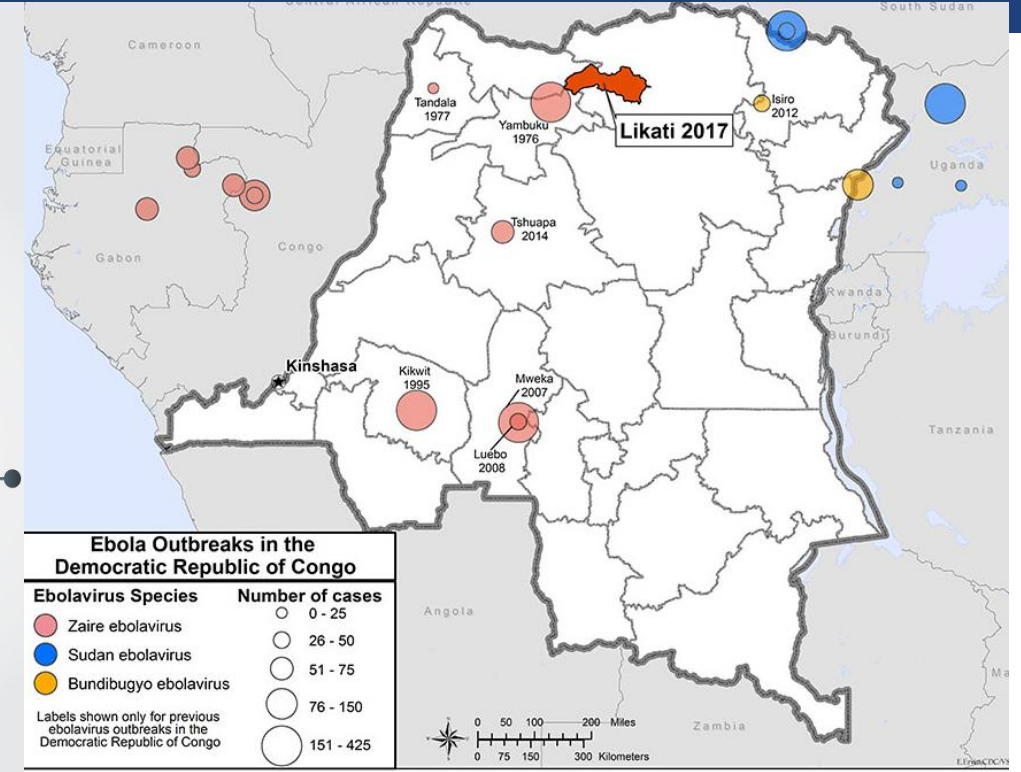 Central African Republic
South Sudan
Cameroon
Tandala
1977
Yambuku
1976
Likati 2017
Isiro
2012
Equatorial
Guinea
Uganda
Tshuapa
2014
Congo
Gabon
Rwanda
Burundi
Kinshasa
Kikwit
1995
Mweka
2007
Tanzania
Luebo
2008
Ebola Outbreaks in the
Democratic Republic of Congo
Ebolavirus Species
Zaire ebolavirus
Sudan ebolavirus
Bundibugyo ebolavirus
Labels shown only for previous
ebolavirus outbreaks in the
Democratic Republic of Congo
Number of cases
0 - 25
26 - 50
51 - 75
76 - 150
151 - 425
Angola
Zambia
0 50 100 200 Miles
0 75 150 300 Kilometers